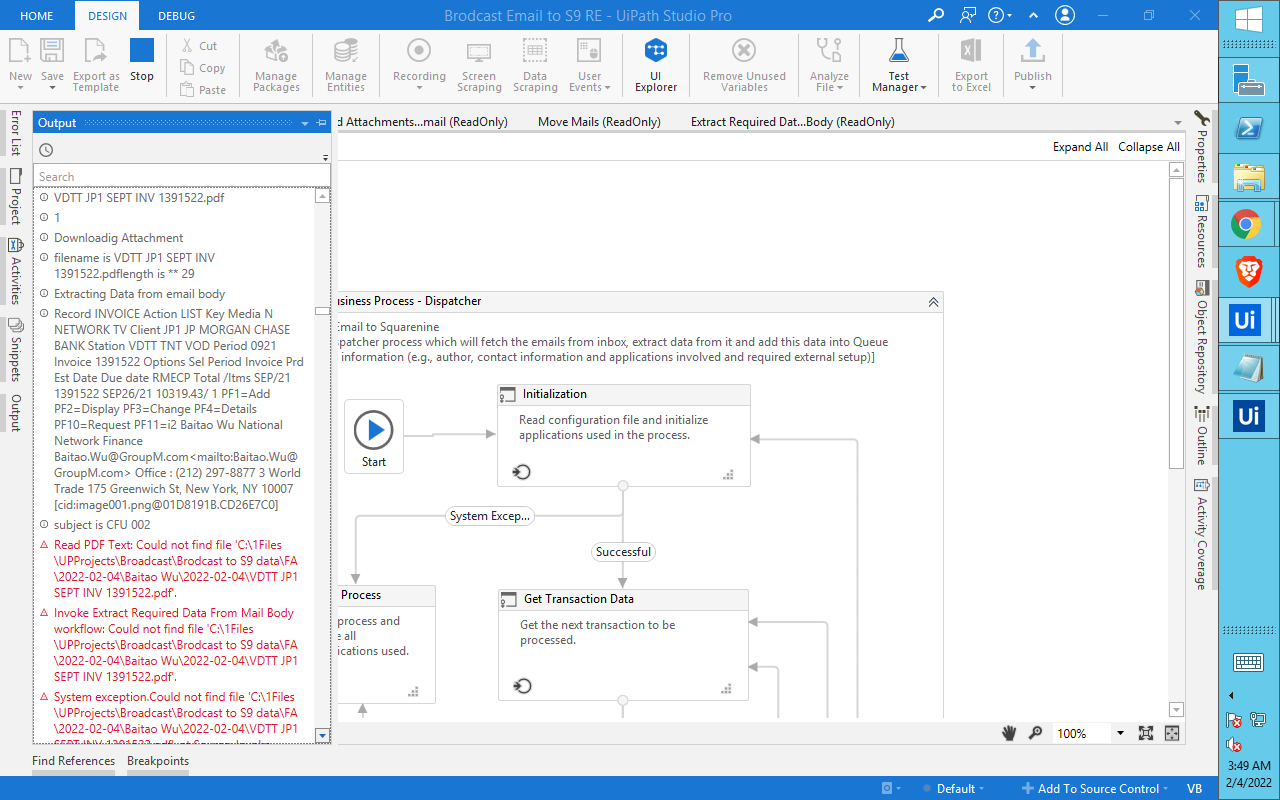 HOME
DESIGN
DEBUG
Brodcast Email to S9 RE - UiPath Studio Pro
New
Save
Export as
Template
Stop
Cut
Copy
Paste
Manage
Packages
Manage
Entities
Recording
Screen
Scraping
Data
Scraping
User
Events
UI
Explorer
Remove Unused
Variables
Analyze
File
Test
Manager
Export
to Excel
Publish
Error List
Project
Activities
Snippets
Output
Output
Search
VDTT JP1 SEPT INV 1391522.pdf
1
Downloadig Attachment
filename is VDTT JP1 SEPT INV
1391522.pdflength is ** 29
Extracting Data from email body
Record INVOICE Action LIST Key Media N
NETWORK TV Client JP1 JP MORGAN CHASE
BANK Station VDTT TNT VOD Period 0921
Invoice 1391522 Options Sel Period Invoice Prd
Est Date Due date RMECP Total /Itms SEP/21
1391522 SEP26/21 10319.43/ 1 PF1=Add
PF2=Display PF3=Change PF4=Details
PF10=Request PF11=i2 Baitao Wu National
Network Finance
Baitao.Wu@GroupM.com<mailto:Baitao.Wu@
GroupM.com> Office : (212) 297-8877 3 World
Trade 175 Greenwich St, New York, NY 10007
[cid:image001.png@01D8191B.CD26E7C0]
subject is CFU 002
Read PDF Text: Could not find file 'C:\1Files
\UPProjects\Broadcast\Brodcast to S9 data\FA
\2022-02-04\Baitao Wu\2022-02-04\VDTT JP1
SEPT INV 1391522.pdf'.
Invoke Extract Required Data From Mail Body
workflow: Could not find file 'C:\1Files
\UPProjects\Broadcast\Brodcast to S9 data\FA
\2022-02-04\Baitao Wu\2022-02-04\VDTT JP1
SEPT INV 1391522.pdf'.
System exception.Could not find file 'C:\1Files
\UPProjects\Broadcast\Brodcast to S9 data\FA
\2022-02-04\Baitao Wu\2022-02-04\VDTT JP1
Find References
Breakpoints
d Attachments...mail (ReadOnly)
Move Mails (ReadOnly)
Extract Required Dat...Body (ReadOnly)
Expand All
Collapse All
usiness Process - Dispatcher
Email to Squarenine
spatcher process which will fetch the emails from inbox, extract data from it and add this data into Queue
information (e.g., author, contact information and applications involved and required external setup)]
Start
Initialization
Read configuration file and initialize
applications used in the process.
System Excep...
Successful
Process
process and
e all
ications used.
Get Transaction Data
Get the next transaction to be
processed.
100%
Properties
Resources
Object Repository
Outline
Activity Coverage
Default
Add To Source Control
VB
Ui
Ui
3:49 AM
2/4/2022